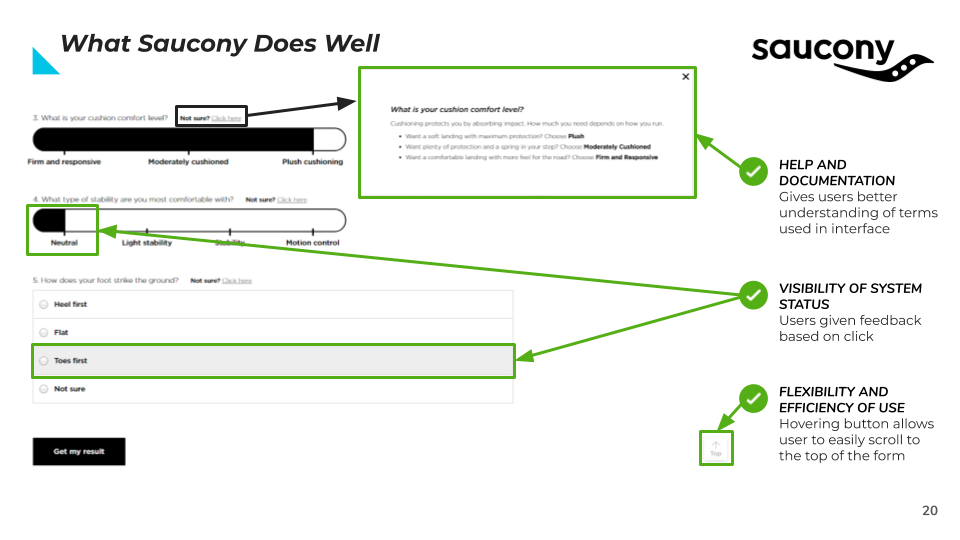 What Saucony Does Well
saucony
3. What is your cushion comfort level? Not sure? Click here
Firm and responsive Moderately cushioned Plush cushioning
What is your cushion comfort level?
Cushioning protects you by absorbing impact. How much you need depends on how you run.
• Want a soft landing with maximum protection? Choose Plush
• Want plenty of protection and a spring in your step? Choose Moderately Cushioned
• Want a comfortable landing with more feel for the road? Choose Firm and Responsive
4. What type of stability are you most comfortable with? Not sure? Click here
Neutral Light stability Stability Motion control
5. How does your foot strike the ground? Not sure? Click here
Heel first
Flat
Toes first
Not sure
Get my result
Top
HELP AND
DOCUMENTATION
Gives users better
understanding of terms
used in interface
VISIBILITY OF SYSTEM
STATUS
Users given feedback
based on click
FLEXIBILITY AND
EFFICIENCY OF USE
Hovering button allows
user to easily scroll to
the top of the form
20